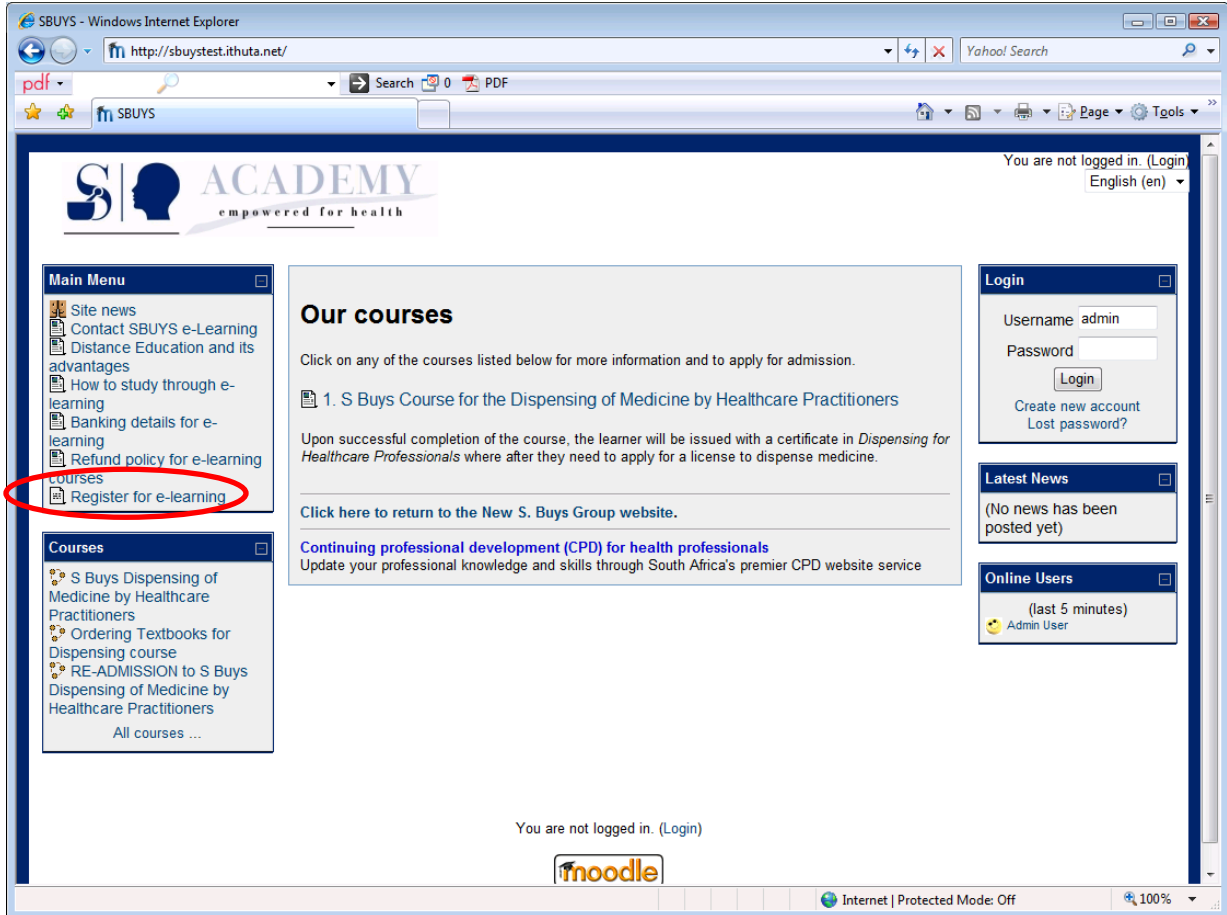 SBUYS - Windows Internet Explorer
http://sbuystest.ithuta.net/
Yahoo! Search
pdf
Search 0 PDF
SBUYS
Page Tools
You are not logged in. (Login)
English (en)
SB ACADEMY
empowered for health
Main Menu
Site news
Contact SBUYS e-Learning
Distance Education and its
advantages
How to study through e-
learning
Banking details for e-
learning
Refund policy for e-learning
courses
Register for e-learning
Courses
S Buys Dispensing of
Medicine by Healthcare
Practitioners
Ordering Textbooks for
Dispensing course
RE-ADMISSION to S Buys
Dispensing of Medicine by
Healthcare Practitioners
All courses ...
Our courses
Click on any of the courses listed below for more information and to apply for admission.
1. S Buys Course for the Dispensing of Medicine by Healthcare Practitioners
Upon successful completion of the course, the learner will be issued with a certificate in Dispensing for
Healthcare Professionals where after they need to apply for a license to dispense medicine.
Click here to return to the New S. Buys Group website.
Continuing professional development (CPD) for health professionals
Update your professional knowledge and skills through South Africa's premier CPD website service
Login
Username admin
Password
Login
Create new account
Lost password?
Latest News
(No news has been
posted yet)
Online Users
(last 5 minutes)
Admin User
You are not logged in. (Login)
moodle
Internet | Protected Mode: Off
100%